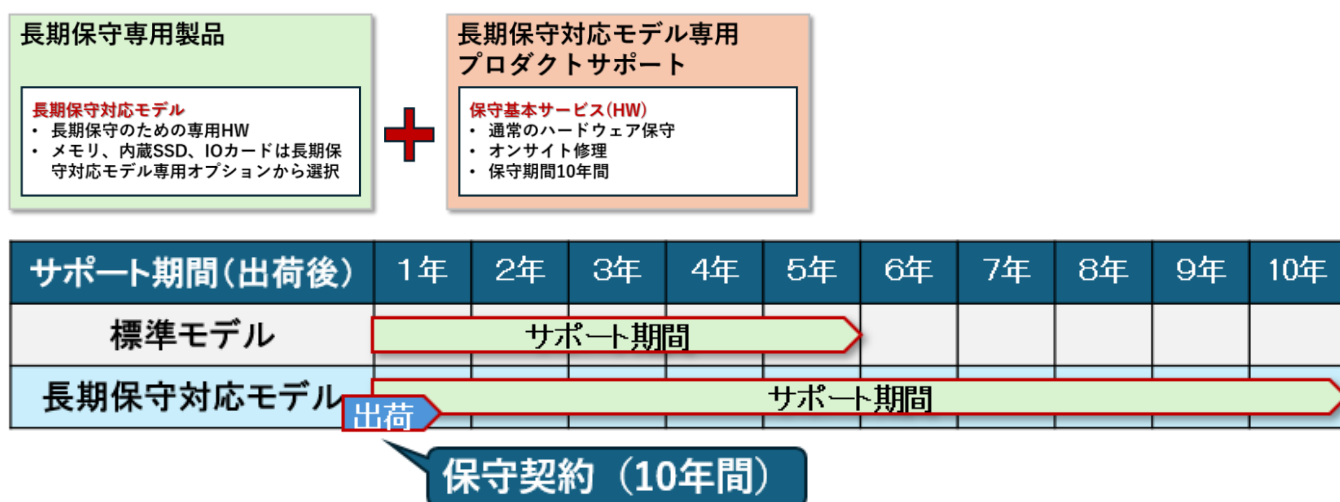 長期保守専用製品
長期保守対応モデル
• 長期保守のための専用HW
• メモリ、内蔵SSD、IOカードは長期保
守対応モデル専用オプションから選択
長期保守対応モデル専用
プロダクトサポート
保守基本サービス(HW)
• 通常のハードウェア保守
• オンサイト修理
• 保守期間10年間
サポート期間(出荷後) 1年 2年 3年 4年 5年 6年 7年 8年 9年 10年
標準モデル サポート期間
長期保守対応モデル サポート期間
出荷
保守契約（10年間）